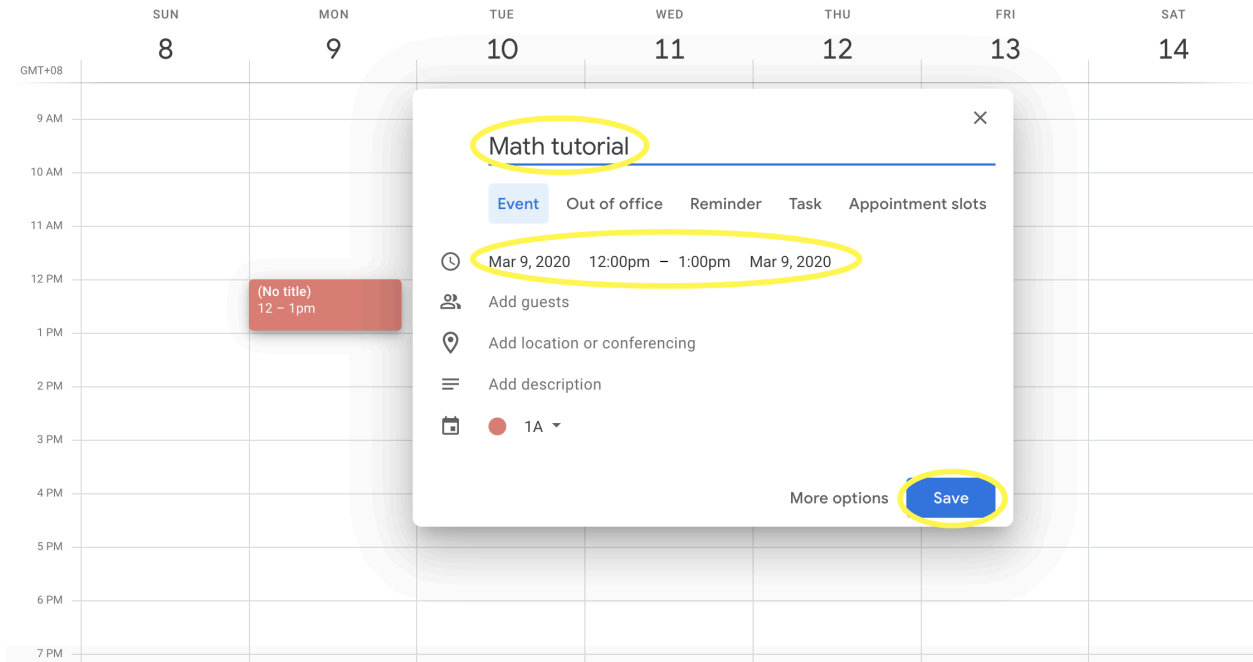 SUN MON TUE WED THU FRI SAT
8 9 10 11 12 13 14
GMT+08
9 AM
Math tutorial
10 AM
Event Out of office Reminder Task Appointment slots
11 AM
Mar 9, 2020 12:00pm – 1:00pm Mar 9, 2020
12 PM
(No title)
12 – 1pm
Add guests
1 PM
Add location or conferencing
2 PM
Add description
1A
3 PM
4 PM
More options Save
5 PM
6 PM
7 PM